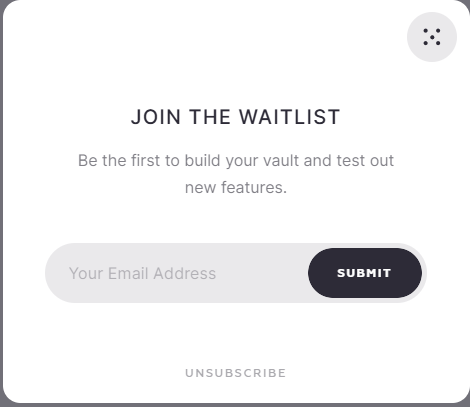 JOIN THE WAITLIST
Be the first to build your vault and test out
new features.
Your Email Address
SUBMIT
UNSUBSCRIBE